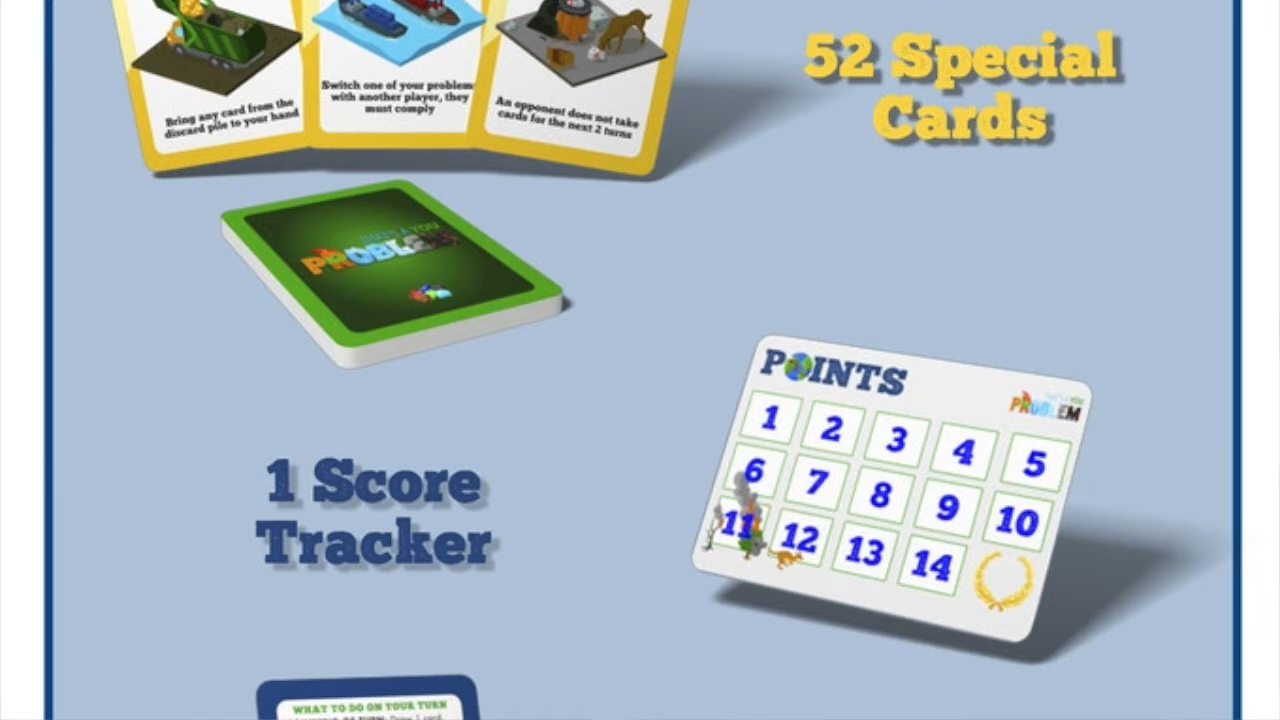 Bring any card from the
discard pile to your hand
Switch one of your problems
with another player, they
must comply
An opponent does not take
cards for the next 2 turns
52 Special
Cards
THAT'S A YOU
PROBLEM
POINTS
PROBLEM
1 2 3 4 5
6 7 8 9 10
11 12 13 14
1 Score
Tracker
WHAT TO DO ON YOUR TURN